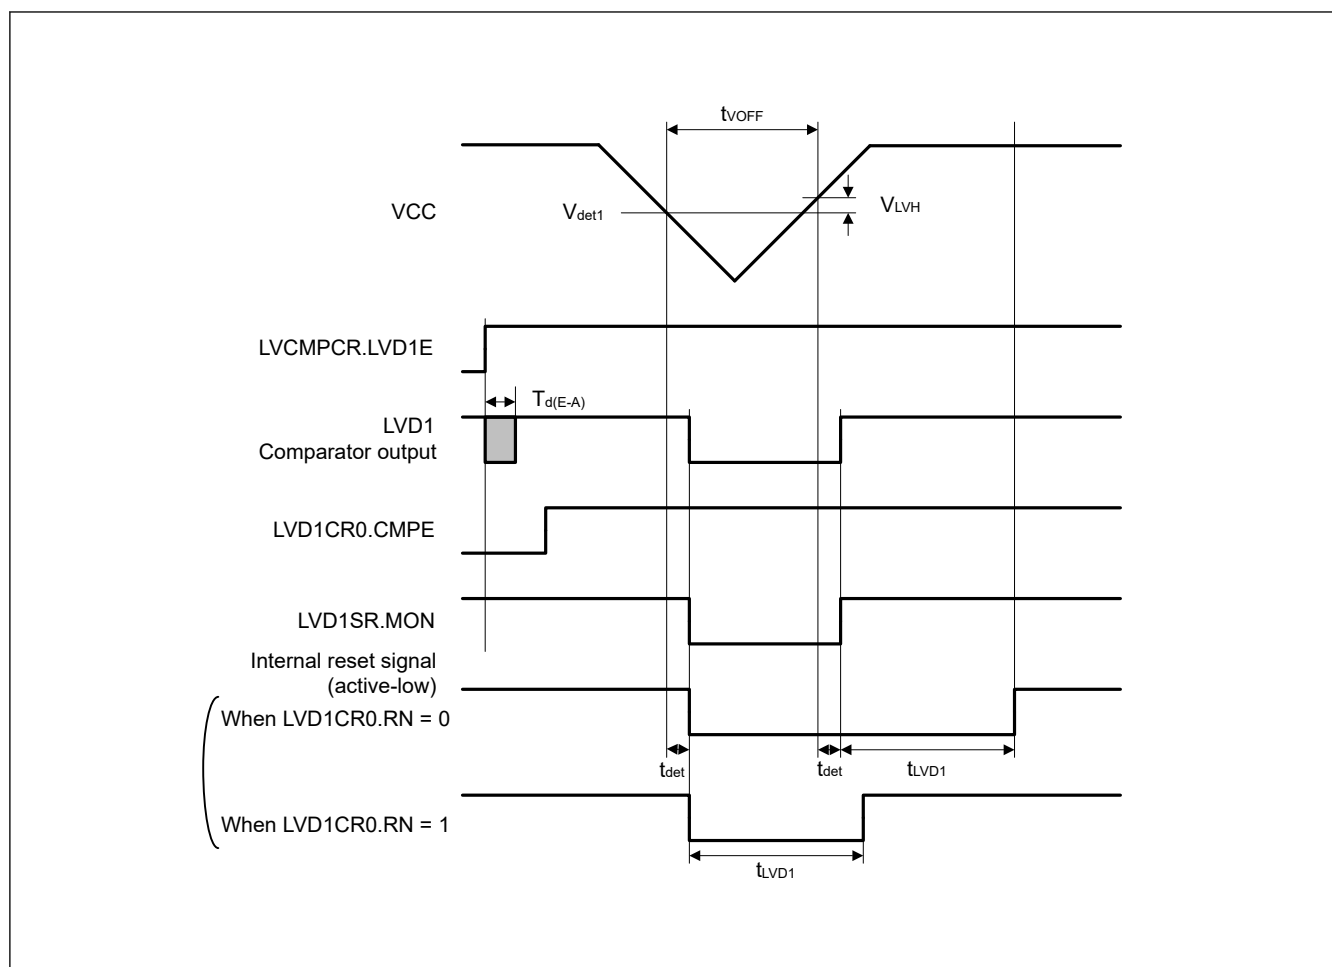 tVOFF
VCC
Vdet1
VLVH
LVCMPCR.LVD1E
Td(E-A)
LVD1
Comparator output
LVD1CR0.CMPE
LVD1SR.MON
Internal reset signal
(active-low)
When LVD1CR0.RN = 0
tdet
tdet
tLVD1
When LVD1CR0.RN = 1
tLVD1